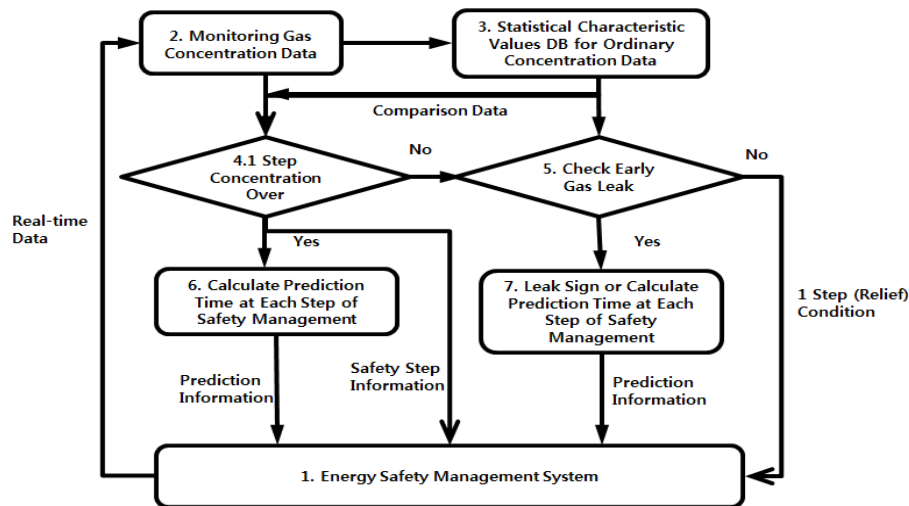 2. Monitoring Gas
Concentration Data
3. Statistical Characteristic
Values DB for Ordinary
Concentration Data
Comparison Data
4.1 Step
Concentration
Over
No
5. Check Early
Gas Leak
No
Real-time
Data
Yes
Yes
6. Calculate Prediction
Time at Each Step of
Safety Management
7. Leak Sign or Calculate
Prediction Time at Each
Step of Safety
Management
1 Step (Relief)
Condition
Prediction
Information
Safety Step
Information
Prediction
Information
1. Energy Safety Management System